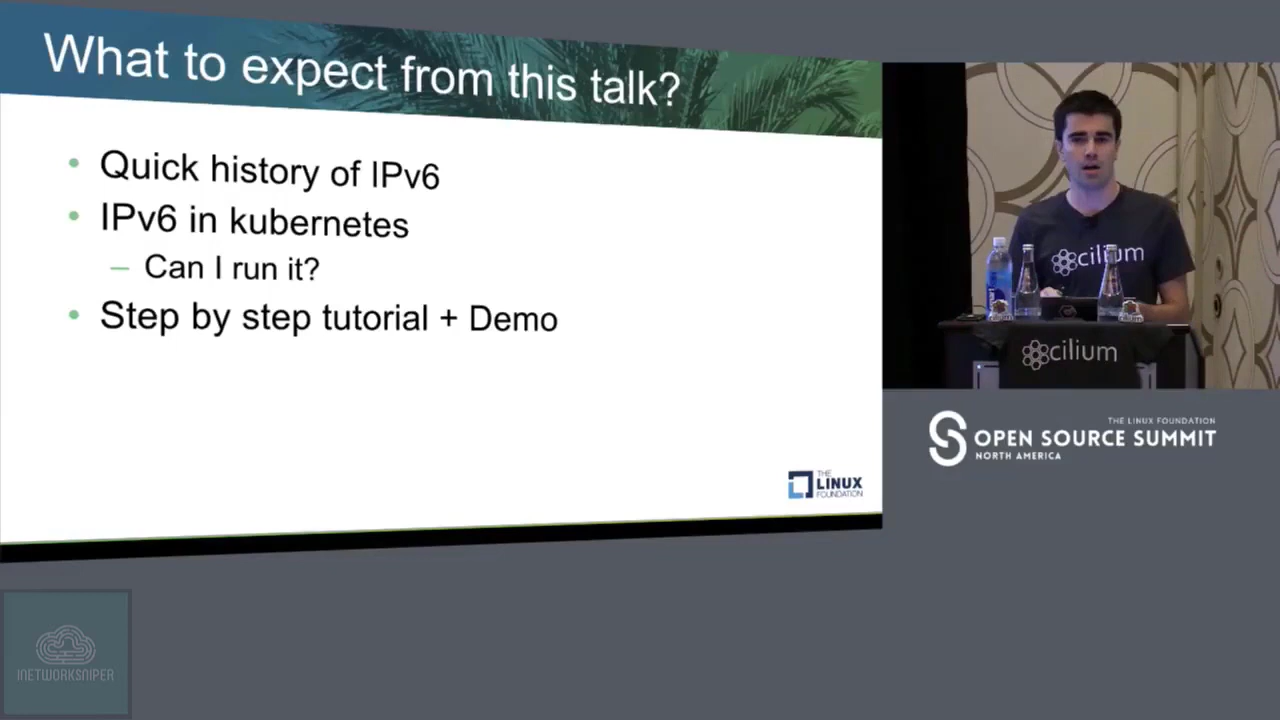 What to expect from this talk?
• Quick history of IPv6
• IPv6 in kubernetes
– Can I run it?
• Step by step tutorial + Demo
THE
LINUX
FOUNDATION
cilium
cilium
THE LINUX FOUNDATION
OPEN SOURCE SUMMIT
NORTH AMERICA
INETWORKSNIPER